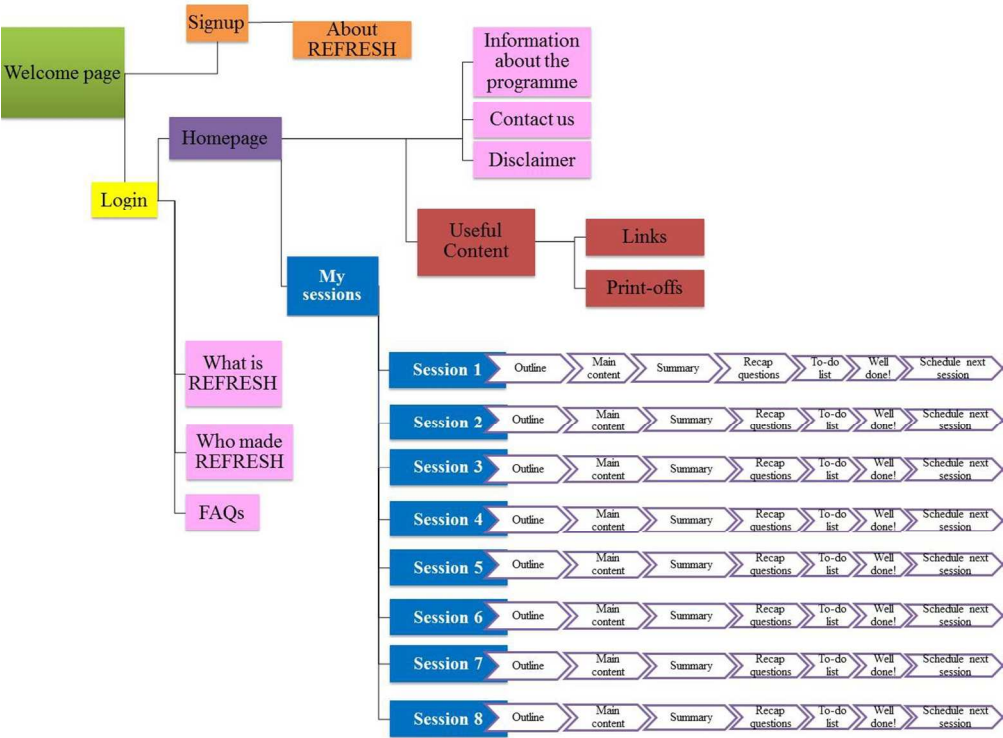 Signup
About
REFRESH
Welcome page
Information
about the
programme
Contact us
Homepage
Disclaimer
Login
Useful
Content
Links
Print-offs
My
sessions
What is
REFRESH
Who made
REFRESH
FAQs
Session 1
Outline
Main
content
Summary
Recap
questions
To-do
list
Well
done!
Schedule next
session
Session 2
Outline
Main
content
Summary
Recap
questions
To-do
list
Well
done!
Schedule next
session
Session 3
Outline
Main
content
Summary
Recap
questions
To-do
list
Well
done!
Schedule next
session
Session 4
Outline
Main
content
Summary
Recap
questions
To-do
list
Well
done!
Schedule next
session
Session 5
Outline
Main
content
Summary
Recap
questions
To-do
list
Well
done!
Schedule next
session
Session 6
Outline
Main
content
Summary
Recap
questions
To-do
list
Well
done!
Schedule next
session
Session 7
Outline
Main
content
Summary
Recap
questions
To-do
list
Well
done!
Schedule next
session
Session 8
Outline
Main
content
Summary
Recap
questions
To-do
list
Well
done!
Schedule next
session